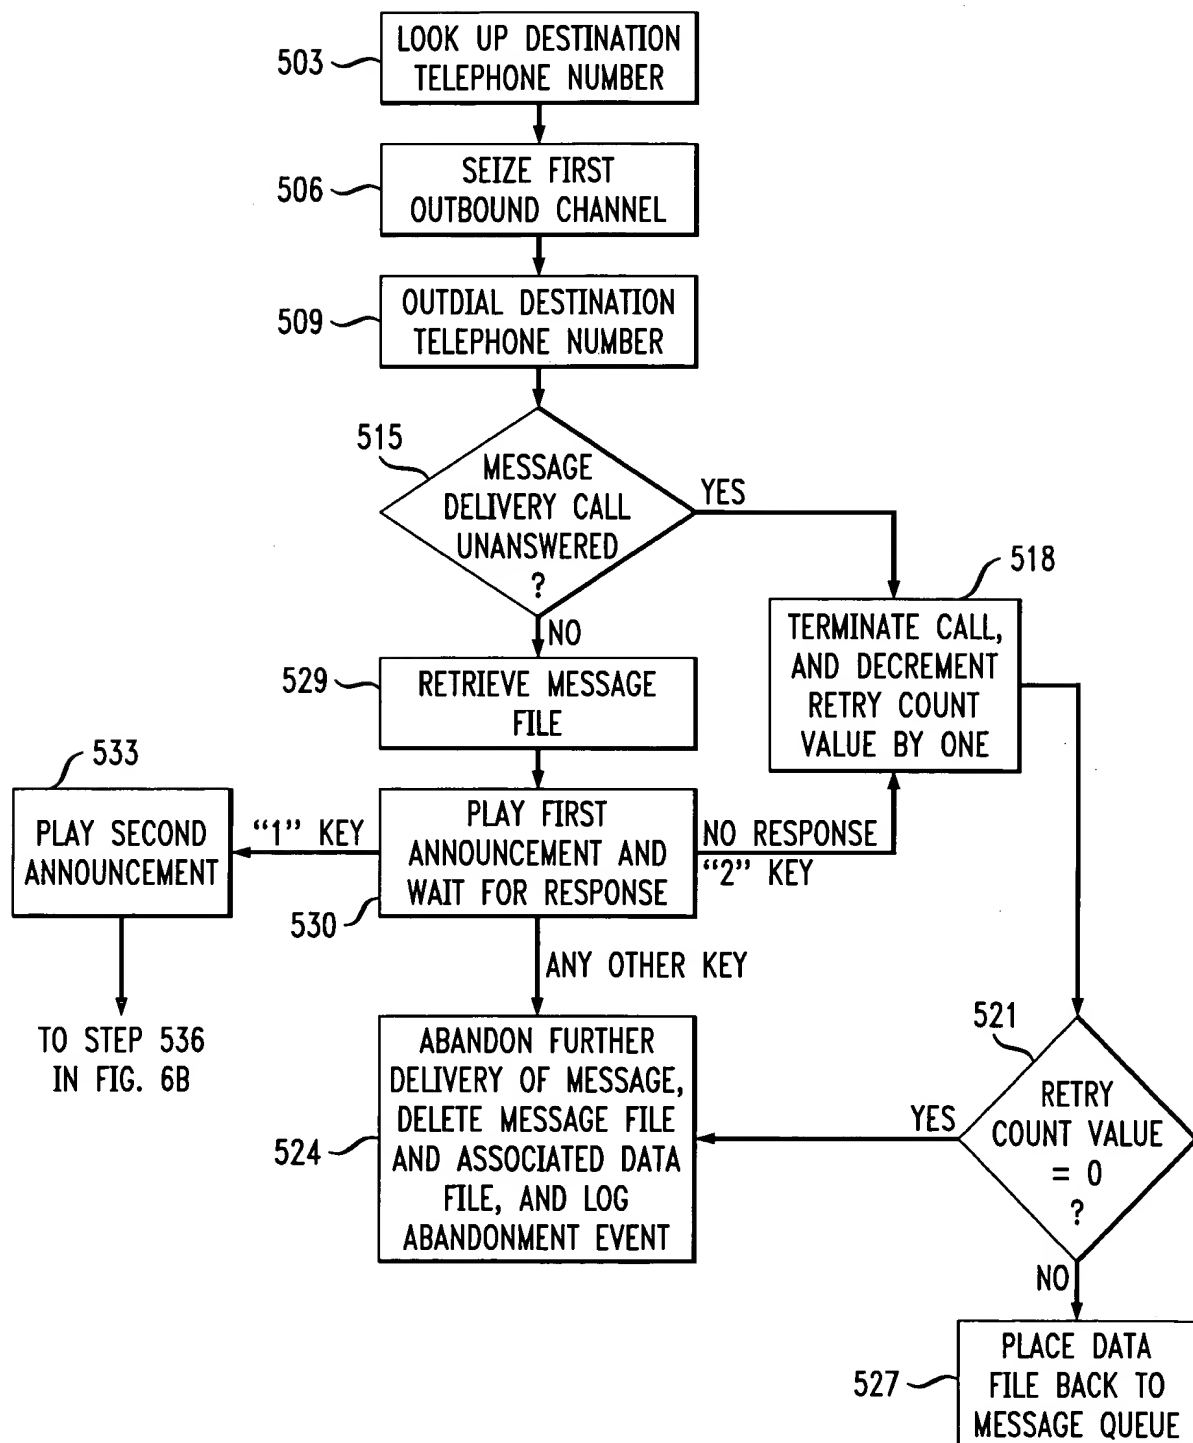 LOOK UP DESTINATION
TELEPHONE NUMBER
503
SEIZE FIRST
OUTBOUND CHANNEL
506
OUTDIAL DESTINATION
TELEPHONE NUMBER
509
515
MESSAGE
DELIVERY CALL
UNANSWERED
?
YES
NO
518
TERMINATE CALL,
AND DECREMENT
RETRY COUNT
VALUE BY ONE
529
RETRIEVE MESSAGE
FILE
533
PLAY SECOND
ANNOUNCEMENT
"1" KEY
PLAY FIRST
ANNOUNCEMENT AND
WAIT FOR RESPONSE
530
NO RESPONSE
"2" KEY
ANY OTHER KEY
TO STEP 536
IN FIG. 6B
ABANDON FURTHER
DELIVERY OF MESSAGE,
DELETE MESSAGE FILE
AND ASSOCIATED DATA
FILE, AND LOG
ABANDONMENT EVENT
524
521
RETRY
COUNT VALUE
= 0
?
YES
NO
PLACE DATA
FILE BACK TO
MESSAGE QUEUE
527